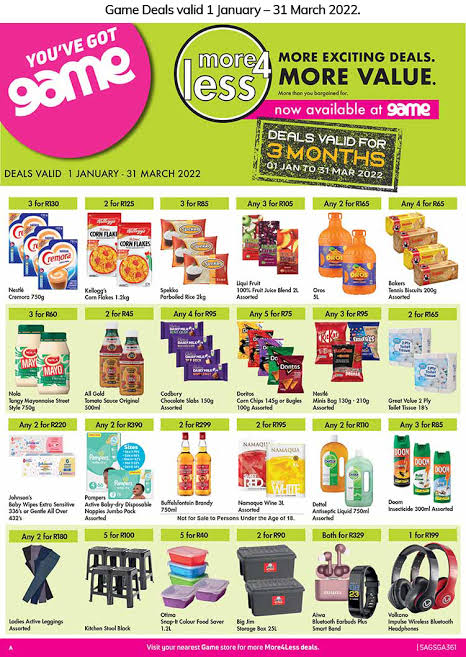 Game Deals valid 1 January – 31 March 2022.
YOU'VE GOT
game
more4
less
MORE EXCITING DEALS.
MORE VALUE.
More than you bargained for.
now available at game
DEALS VALID FOR
3 MONTHS
01 JAN TO 31 MAR 2022
DEALS VALID 1 JANUARY - 31 MARCH 2022
3 for R130
Nestlé
Cremora 750g
2 for R125
Kellogg's
Corn Flakes 1.2kg
3 for R85
Spekko
Parboiled Rice 2kg
Any 3 for R105
Liqui Fruit
100% Fruit Juice Blend 2L
Assorted
2 for R165
Oros
5L
Any 4 for R65
Bakers
Tennis Biscuits 200g
Assorted
3 for R60
Nola
Tangy Mayonnaise Street
Style 750g
2 for R45
All Gold
Tomato Sauce Original
500ml
Any 4 for R95
Cadbury
Chocolate Slabs 150g
Assorted
Any 5 for R75
Doritos
Corn Chips 145g or Bugles
100g Assorted
3 for R95
Nestlé
Minis Bag 130g - 210g
Assorted
2 for R165
Great Value 2 Ply
Toilet Tissue 18's
Any 2 for R220
Johnson's
Baby Wipes Extra Sensitive
336's or Gentle All Over
432's
Any 2 for R390
Pampers
Active Baby-dry Disposable
Nappies Jumbo Pack
Assorted
2 for R299
Buffelsfontein Brandy
750ml
2 for R195
Namaqua Wine 3L
Assorted
Not for Sale to Persons Under the Age of 18.
Any 2 for R110
Dettol
Antiseptic Liquid 750ml
Assorted
Any 3 for R85
Doom
Insecticide 300ml Assorted
Any 2 for R180
Ladies Active Leggings
Assorted
5 for R100
Kitchen Stool Black
5 for R40
Otima
Snap-It Colour Food Saver
1.2L
2 for R90
Big Jim
Storage Box 25L
Both for R329
Aiwa
Bluetooth Earbuds Plus
Smart Band
1 for R199
Volkano
Impulse Wireless Bluetooth
Headphones
A
Visit your nearest Game store for more More4Less deals.
SAGSGA361